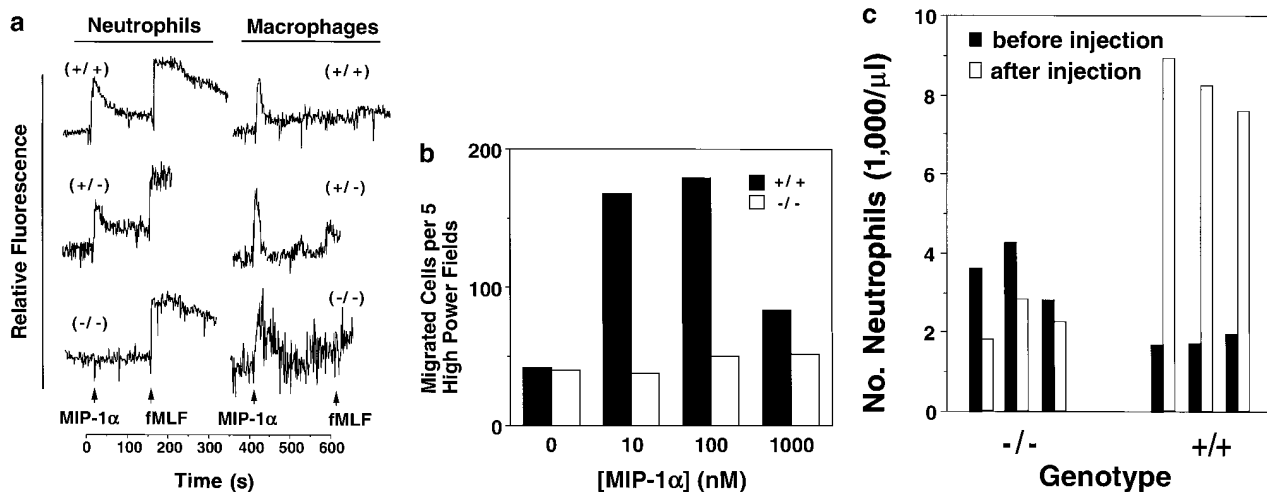 a
Neutrophils
Macrophages
Relative Fluorescence
(+/+)
(+/+)
(+/-)
(+/-)
(-/-)
(-/-)
MIP-1α
fMLF
MIP-1α
fMLF
0 100 200 300 400 500 600
Time (s)
b
Migrated Cells per 5
High Power Fields
200
100
0
+/+
-/-
0 10 100 1000
[MIP-1α] (nM)
c
No. Neutrophils (1,000/μl)
before injection
after injection
10
8
6
4
2
0
-/- +/+
Genotype